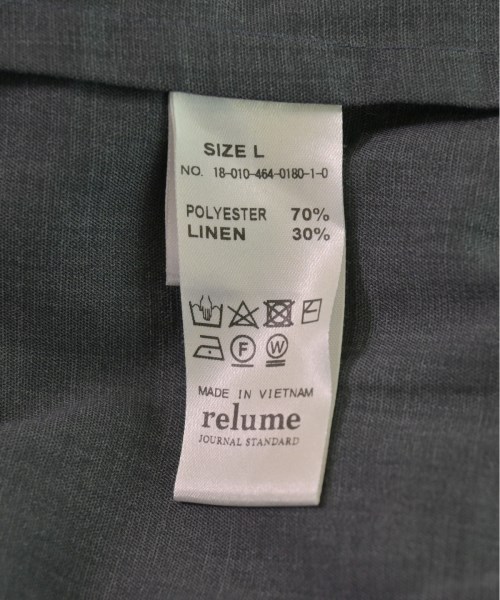 SIZE L
NO. 18-010-464-0180-1-0
POLYESTER 70%
LINEN 30%
F W
MADE IN VIETNAM
relume
JOURNAL STANDARD